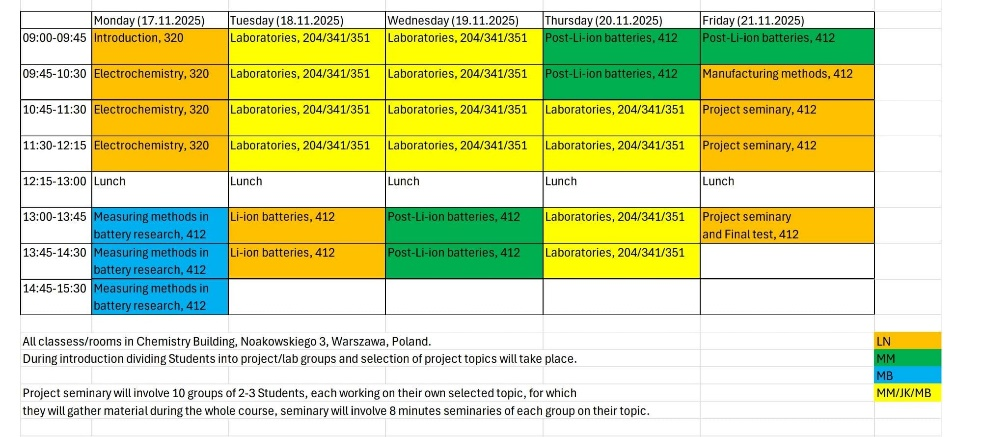 Monday (17.11.2025) Tuesday (18.11.2025) Wednesday (19.11.2025) Thursday (20.11.2025) Friday (21.11.2025)
09:00-09:45 Introduction, 320 Laboratories, 204/341/351 Laboratories, 204/341/351 Post-Li-ion batteries, 412 Post-Li-ion batteries, 412
09:45-10:30 Electrochemistry, 320 Laboratories, 204/341/351 Laboratories, 204/341/351 Post-Li-ion batteries, 412 Manufacturing methods, 412
10:45-11:30 Electrochemistry, 320 Laboratories, 204/341/351 Laboratories, 204/341/351 Laboratories, 204/341/351 Project seminary, 412
11:30-12:15 Electrochemistry, 320 Laboratories, 204/341/351 Laboratories, 204/341/351 Laboratories, 204/341/351 Project seminary, 412
12:15-13:00 Lunch Lunch Lunch Lunch Lunch
13:00-13:45 Measuring methods in Li-ion batteries, 412 Post-Li-ion batteries, 412 Laboratories, 204/341/351 Project seminary
battery research, 412 and Final test, 412
13:45-14:30 Measuring methods in Li-ion batteries, 412 Post-Li-ion batteries, 412 Laboratories, 204/341/351
battery research, 412
14:45-15:30 Measuring methods in
battery research, 412
All classess/rooms in Chemistry Building, Noakowskiego 3, Warszawa, Poland. LN
During introduction dividing Students into project/lab groups and selection of project topics will take place. MM
MB
Project seminary will involve 10 groups of 2-3 Students, each working on their own selected topic, for which MM/JK/MB
they will gather material during the whole course, seminary will involve 8 minutes seminaries of each group on their topic.